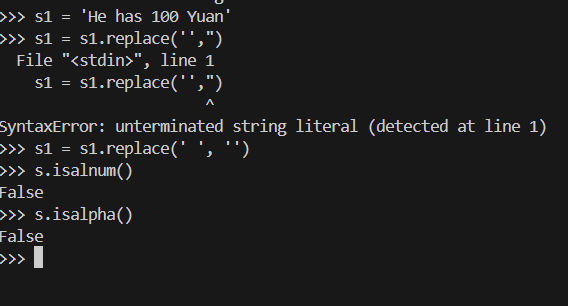 >>> s1 = 'He has 100 Yuan'
>>> s1 = s1.replace('',")
  File "<stdin>", line 1
    s1 = s1.replace('',")
                       ^
SyntaxError: unterminated string literal (detected at line 1)
>>> s1 = s1.replace(' ', '')
>>> s.isalnum()
False
>>> s.isalpha()
False
>>>